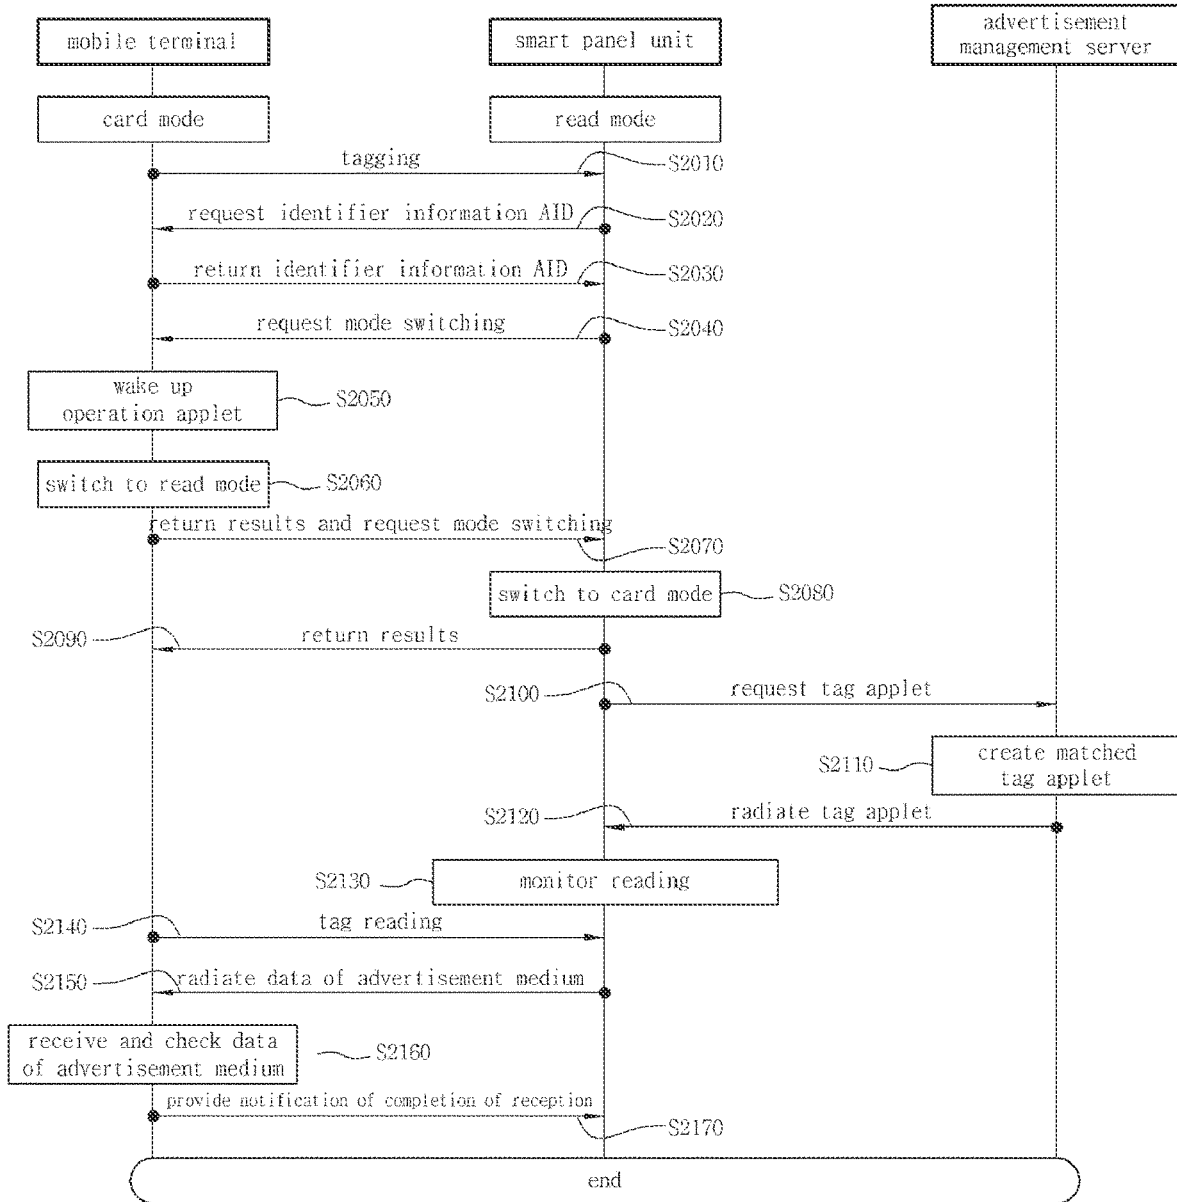 mobile terminal
smart panel unit
advertisement
management server
card mode
read mode
tagging
S2010
request identifier information AID
S2020
return identifier information AID
S2030
request mode switching
S2040
wake up
operation applet
S2050
switch to read mode
S2060
return results and request mode switching
S2070
switch to card mode
S2080
S2090
return results
S2100
request tag applet
S2110
create matched
tag applet
S2120
radiate tag applet
S2130
monitor reading
S2140
tag reading
S2150
radiate data of advertisement medium
receive and check data
of advertisement medium
S2160
provide notification of completion of reception
S2170
end